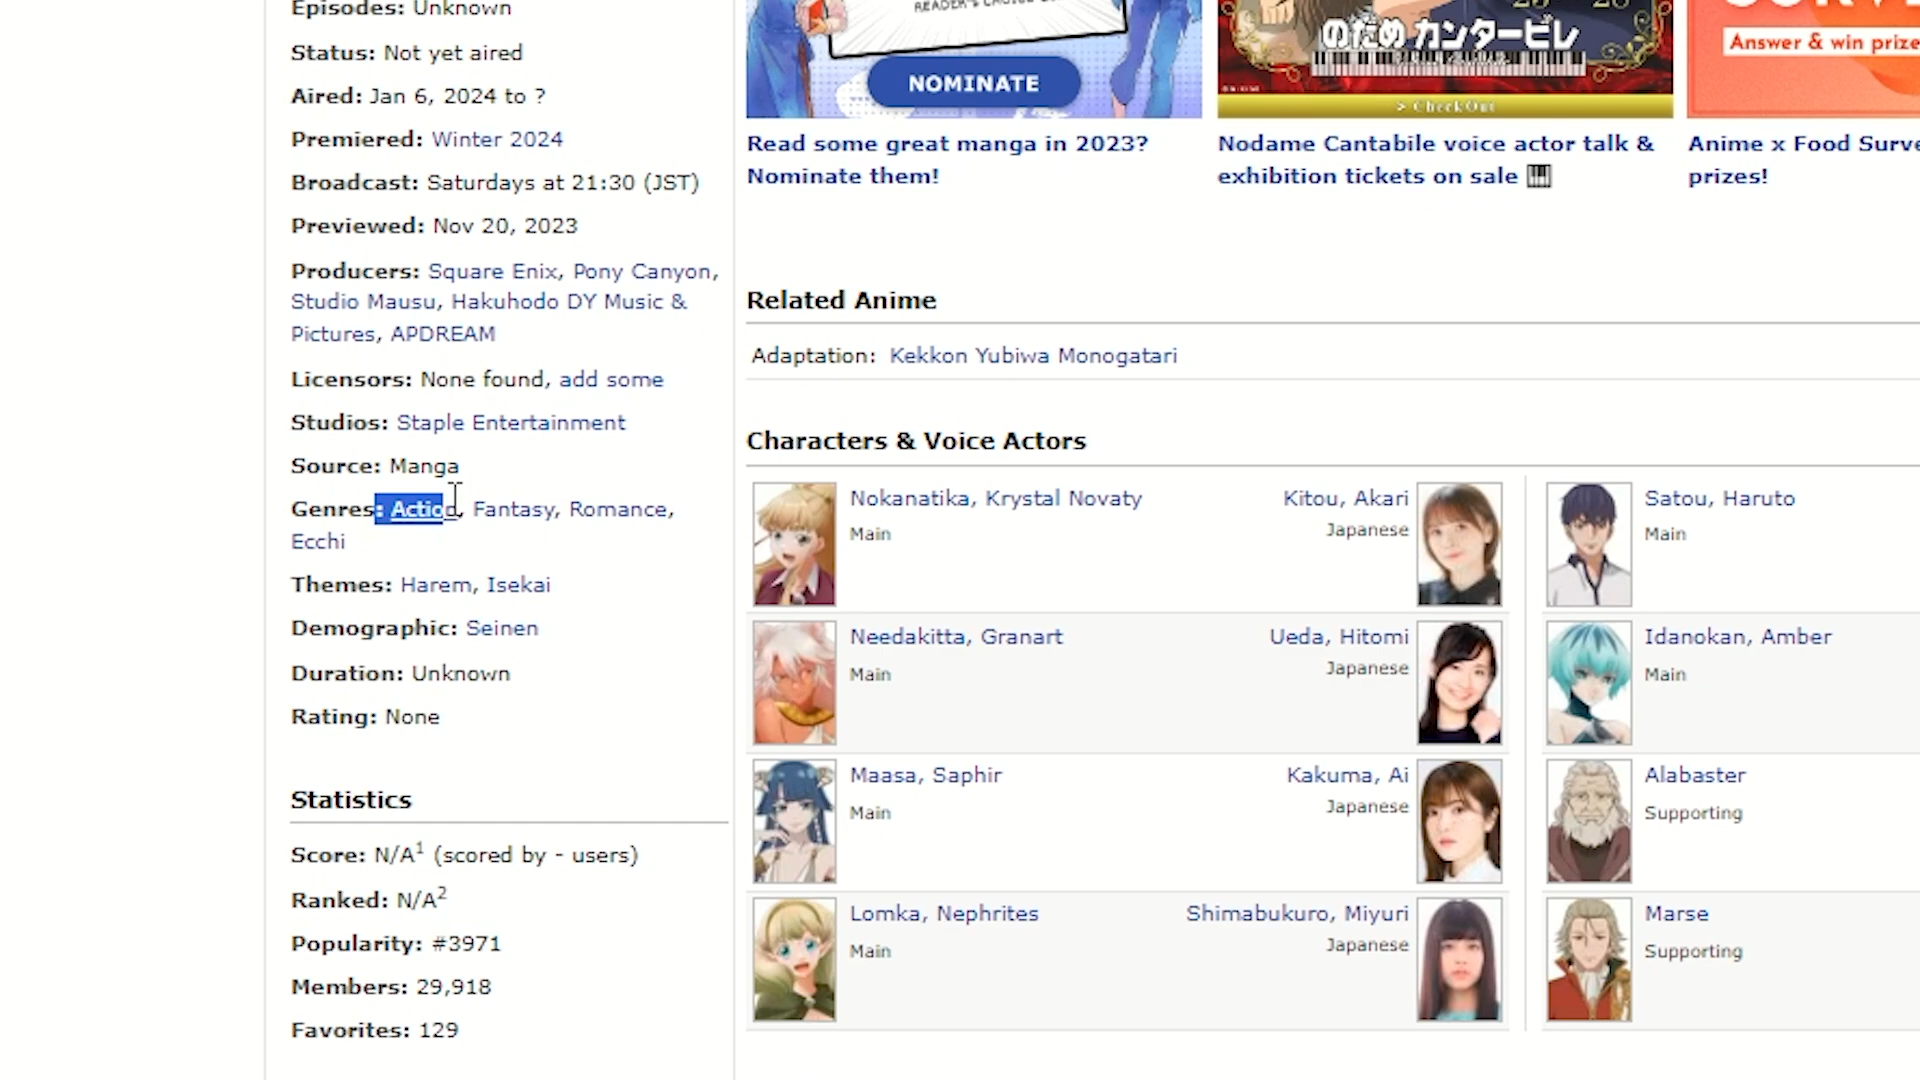 Episodes: Unknown
Status: Not yet aired
Aired: Jan 6, 2024 to ?
Premiered: Winter 2024
Broadcast: Saturdays at 21:30 (JST)
Previewed: Nov 20, 2023
Producers: Square Enix, Pony Canyon,
Studio Mausu, Hakuhodo DY Music &
Pictures, APDREAM
Licensors: None found, add some
Studios: Staple Entertainment
Source: Manga
Genres: Action, Fantasy, Romance,
Ecchi
Themes: Harem, Isekai
Demographic: Seinen
Duration: Unknown
Rating: None
Statistics
Score: N/A1 (scored by - users)
Ranked: N/A2
Popularity: #3971
Members: 29,918
Favorites: 129
NOMINATE
Read some great manga in 2023?
Nominate them!
のだめカンタービレ
> CheckOut
Nodame Cantabile voice actor talk &
exhibition tickets on sale
Answer & win prize
Anime x Food Surve
prizes!
Related Anime
Adaptation: Kekkon Yubiwa Monogatari
Characters & Voice Actors
Nokanatika, Krystal Novaty
Main
Kitou, Akari
Japanese
Satou, Haruto
Main
Needakitta, Granart
Main
Ueda, Hitomi
Japanese
Idanokan, Amber
Main
Maasa, Saphir
Main
Kakuma, Ai
Japanese
Alabaster
Supporting
Lomka, Nephrites
Main
Shimabukuro, Miyuri
Japanese
Marse
Supporting